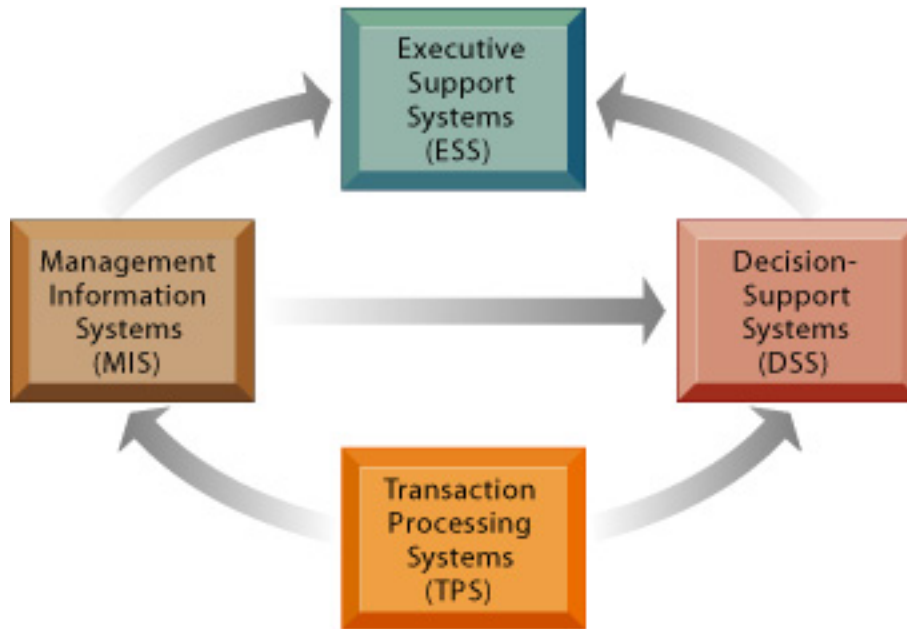 Executive
Support
Systems
(ESS)
Management
Information
Systems
(MIS)
Decision-
Support
Systems
(DSS)
Transaction
Processing
Systems
(TPS)